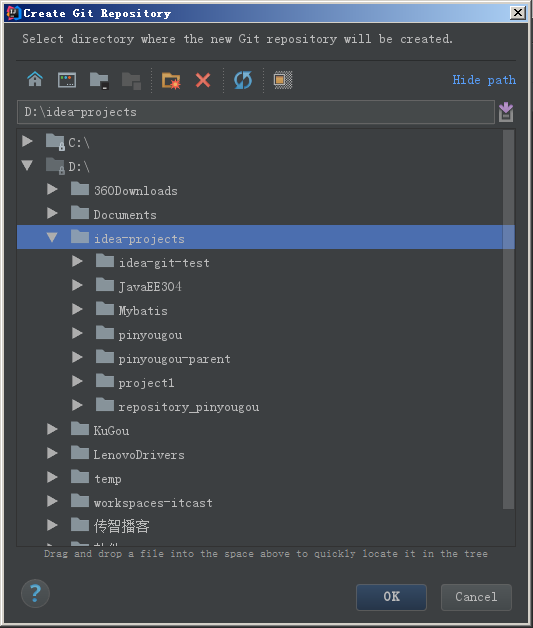 Create Git Repository
Select directory where the new Git repository will be created.
Hide path
D:\idea-projects
C:\
D:\
360Downloads
Documents
idea-projects
idea-git-test
JavaEE304
Mybatis
pinyougou
pinyougou-parent
project1
repository_pinyougou
KuGou
LenovoDrivers
temp
workspaces-itcast
传智播客
Drag and drop a file into the space above to quickly locate it in the tree
?
OK
Cancel